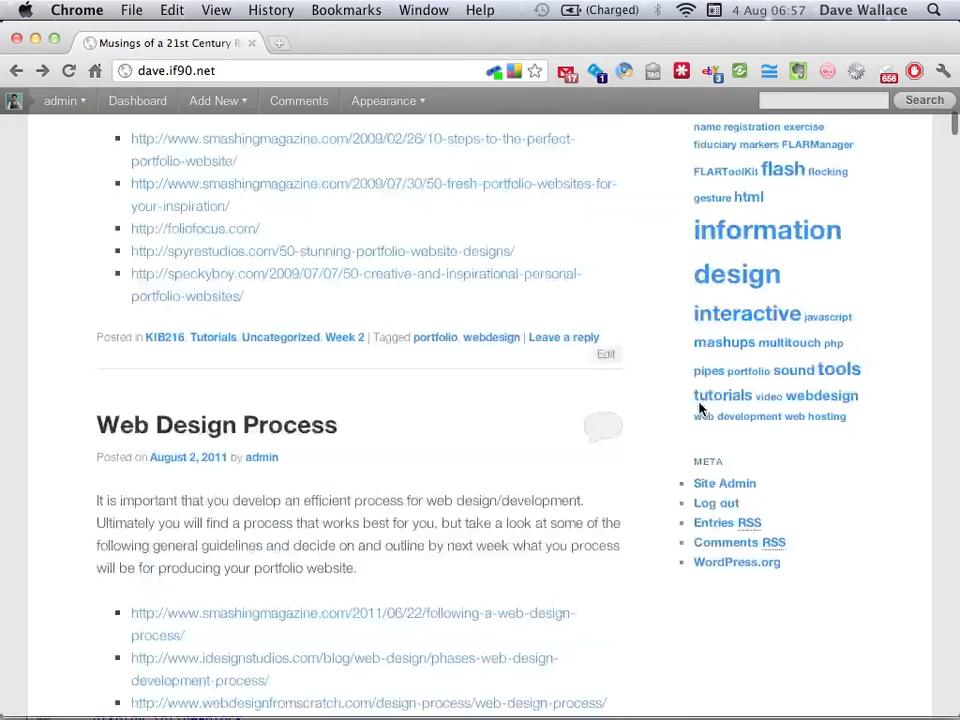 Chrome File Edit View History Bookmarks Window Help (Charged) 4 Aug 06:57 Dave Wallace
Musings of a 21st Century R
dave.if90.net
17 1 3 656
admin Dashboard Add New Comments Appearance Search
http://www.smashingmagazine.com/2009/02/26/10-steps-to-the-perfect-
portfolio-website/
http://www.smashingmagazine.com/2009/07/30/50-fresh-portfolio-websites-for-
your-inspiration/
http://foliofocus.com/
http://spyrestudios.com/50-stunning-portfolio-website-designs/
http://speckyboy.com/2009/07/07/50-creative-and-inspirational-personal-
portfolio-websites/
Posted in KIB216, Tutorials, Uncategorized, Week 2 | Tagged portfolio, webdesign | Leave a reply
Edit
Web Design Process
Posted on August 2, 2011 by admin
It is important that you develop an efficient process for web design/development.
Ultimately you will find a process that works best for you, but take a look at some of the
following general guidelines and decide on and outline by next week what you process
will be for producing your portfolio website.
http://www.smashingmagazine.com/2011/06/22/following-a-web-design-
process/
http://www.idesignstudios.com/blog/web-design/phases-web-design-
development-process/
http://www.webdesignfromscratch.com/design-process/web-design-process/
name registration exercise
fiduciary markers FLARManager
FLARToolKit flash flocking
gesture html
information
design
interactive javascript
mashups multitouch php
pipes portfolio sound tools
tutorials video webdesign
web development web hosting
META
Site Admin
Log out
Entries RSS
Comments RSS
WordPress.org